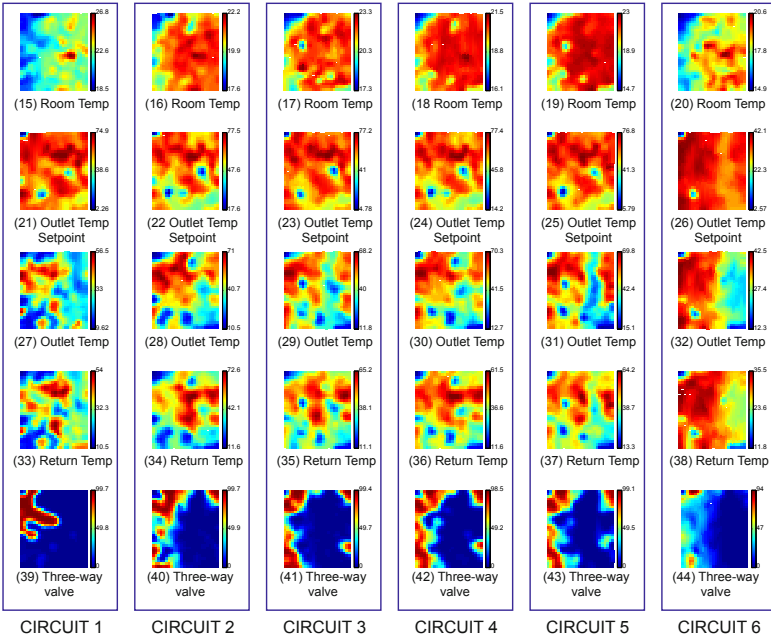 26.8
22.6
18.5
(15) Room Temp
22.2
19.9
17.6
(16) Room Temp
23.3
20.3
17.3
(17) Room Temp
21.5
18.8
16.1
(18 Room Temp
23
18.9
14.7
(19) Room Temp
20.6
17.8
14.9
(20) Room Temp
74.9
38.6
2.26
(21) Outlet Temp
Setpoint
77.5
47.5
17.6
(22 Outlet Temp
Setpoint
77.2
41
4.78
(23) Outlet Temp
Setpoint
77.4
45.8
14.2
(24) Outlet Temp
Setpoint
76.8
41.3
5.79
(25) Outlet Temp
Setpoint
42.1
22.3
2.57
(26) Outlet Temp
Setpoint
56.5
33
9.62
(27) Outlet Temp
71
40.7
10.5
(28) Outlet Temp
68.2
40
11.8
(29) Outlet Temp
70.3
41.5
12.7
(30) Outlet Temp
69.8
42.4
15.1
(31) Outlet Temp
42.5
27.4
12.3
(32) Outlet Temp
54
32.3
10.5
(33) Return Temp
72.6
42.1
11.6
(34) Return Temp
65.2
38.1
11.1
(35) Return Temp
61.5
36.6
11.6
(36) Return Temp
64.2
38.7
13.3
(37) Return Temp
35.5
23.6
11.8
(38) Return Temp
99.7
49.8
0
(39) Three-way
valve
99.7
49.9
0
(40) Three-way
valve
99.4
49.7
0
(41) Three-way
valve
98.5
49.2
0
(42) Three-way
valve
99.1
49.5
0
(43) Three-way
valve
94
47
0
(44) Three-way
valve
CIRCUIT 1
CIRCUIT 2
CIRCUIT 3
CIRCUIT 4
CIRCUIT 5
CIRCUIT 6